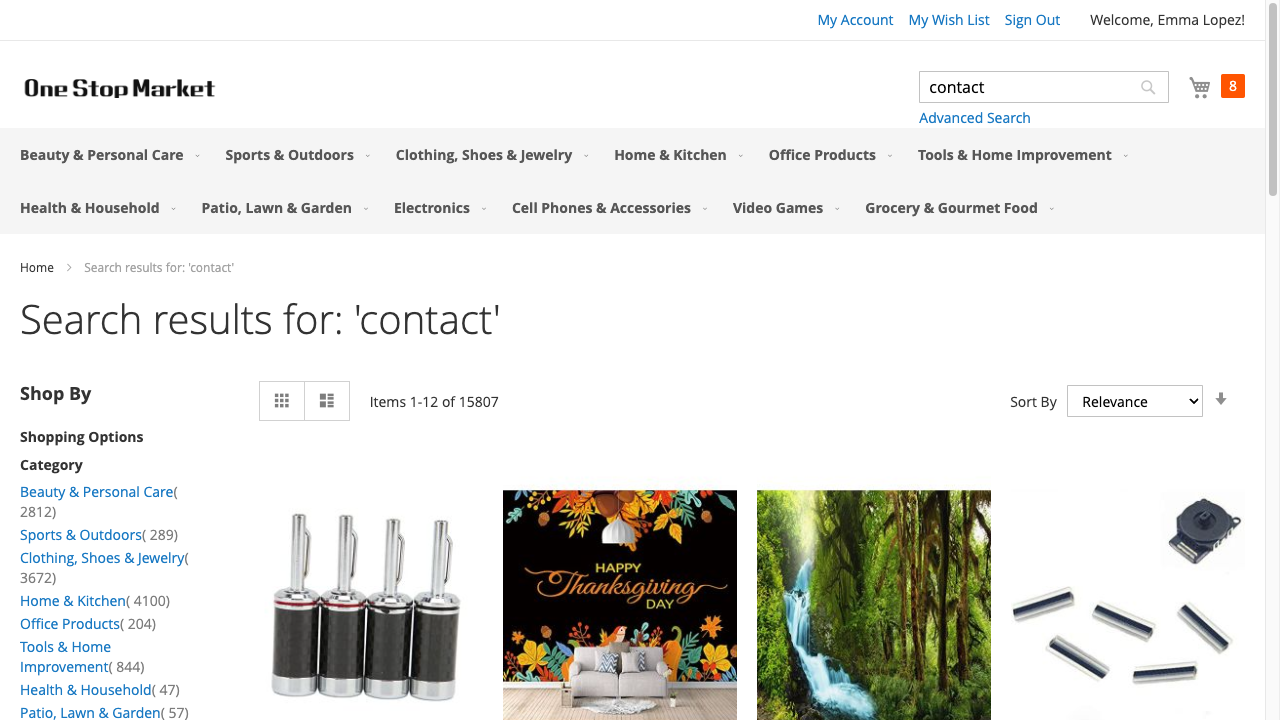 My Account My Wish List Sign Out Welcome, Emma Lopez!
One Stop Market
contact
8
Advanced Search
Beauty & Personal Care Sports & Outdoors Clothing, Shoes & Jewelry Home & Kitchen Office Products Tools & Home Improvement
Health & Household Patio, Lawn & Garden Electronics Cell Phones & Accessories Video Games Grocery & Gourmet Food
Home Search results for: 'contact'
Search results for: 'contact'
Shop By
Items 1-12 of 15807
Sort By Relevance
Shopping Options
Category
Beauty & Personal Care( 
2812)
Sports & Outdoors( 289)
Clothing, Shoes & Jewelry( 
3672)
Home & Kitchen( 4100)
Office Products( 204)
Tools & Home
Improvement( 844)
Health & Household( 47)
Patio, Lawn & Garden( 57)
HAPPY
Thanksgiving
DAY